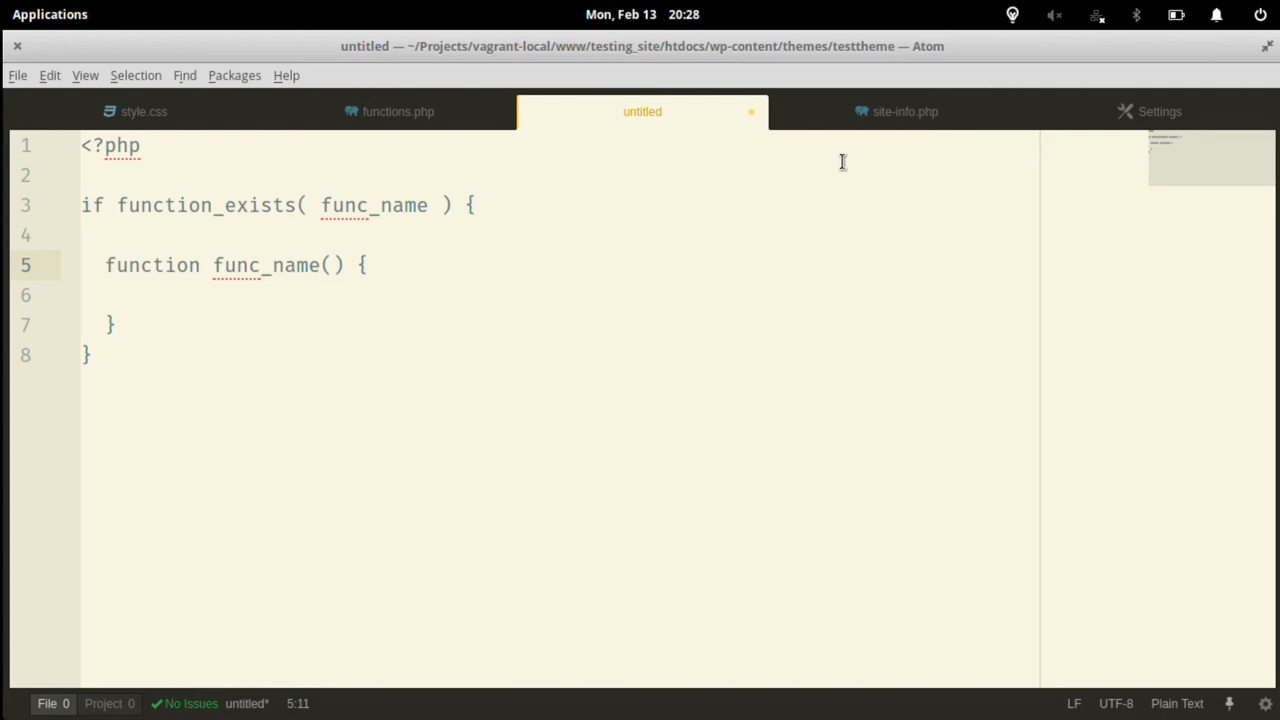 Applications Mon, Feb 13 20:28
untitled — ~/Projects/vagrant-local/www/testing_site/htdocs/wp-content/themes/testtheme — Atom
File Edit View Selection Find Packages Help
style.css functions.php untitled site-info.php Settings
1 <?php
2
3 if function_exists( func_name ) {
4
5 function func_name() {
6
7 }
8 }
File 0 Project 0 No Issues untitled* 5:11 LF UTF-8 Plain Text